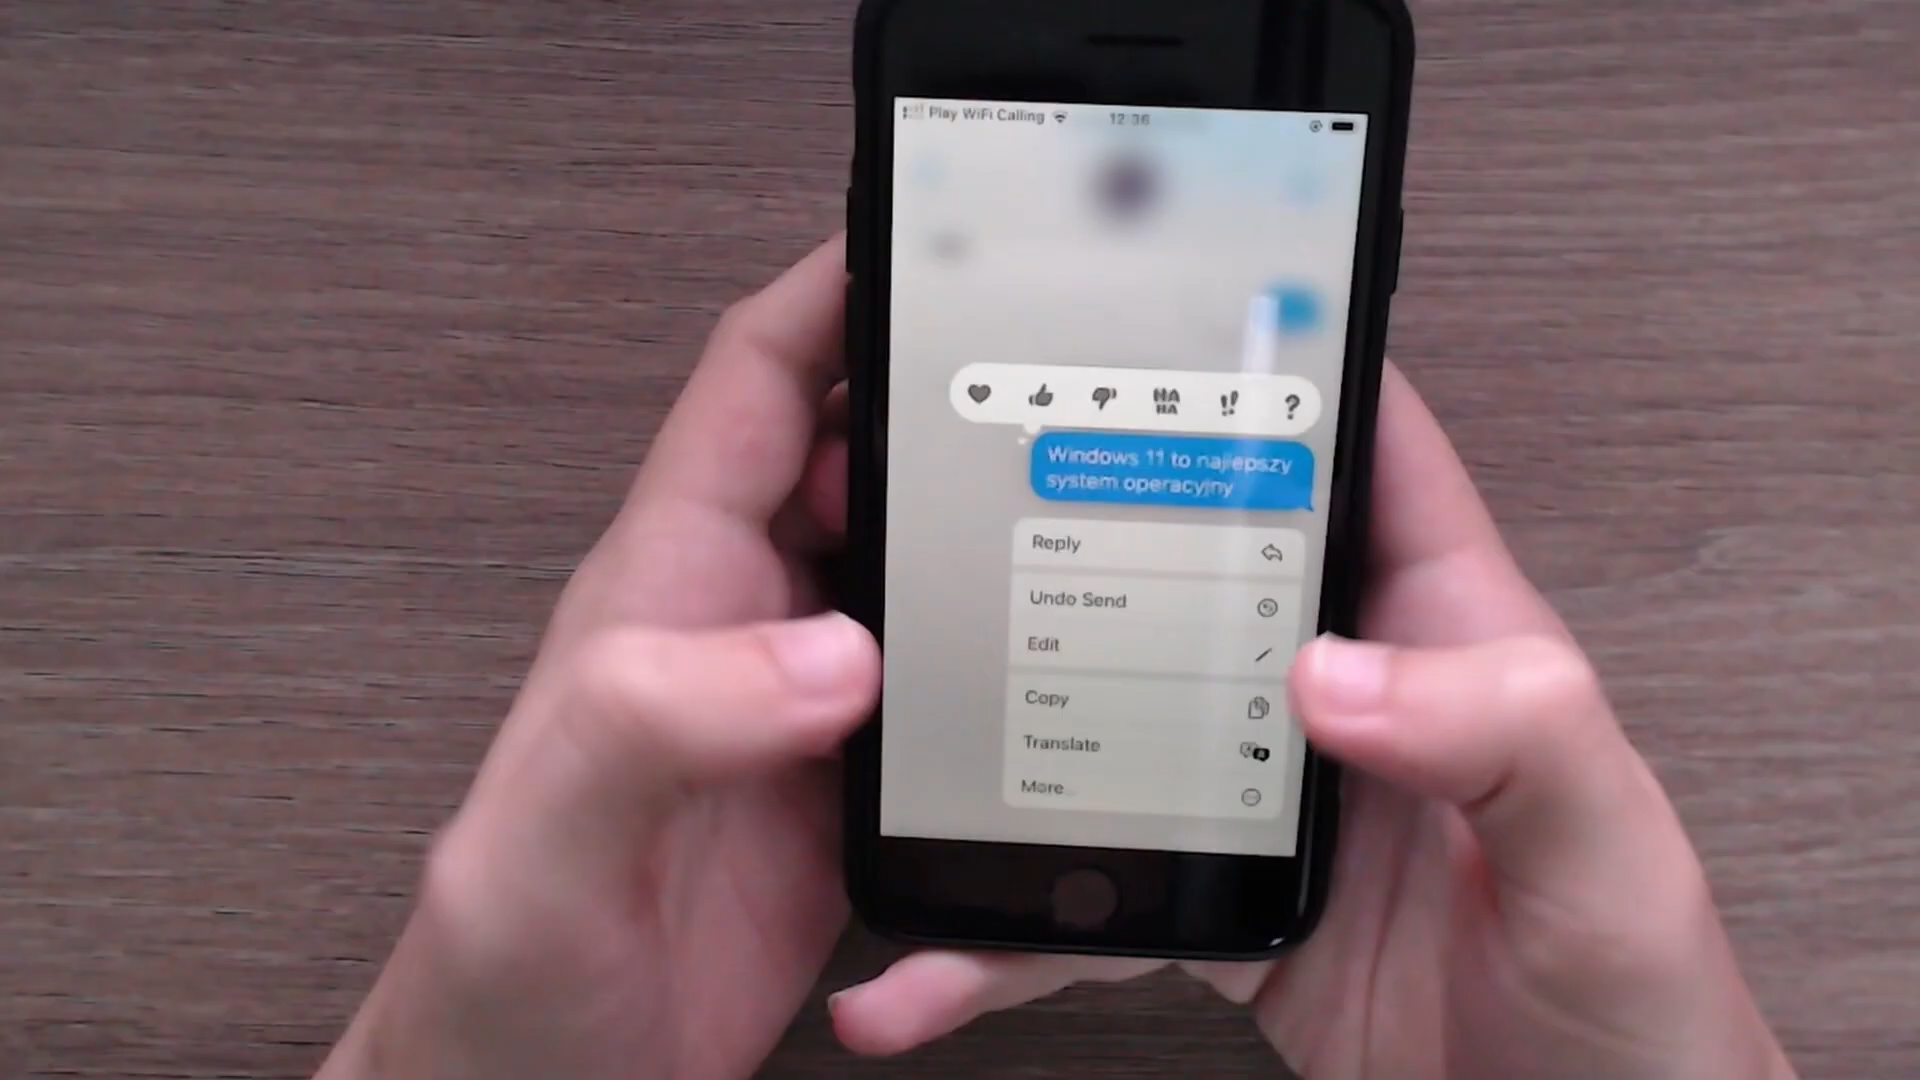 Play WiFi Calling
12:36
HA
HA
!!
?
Windows 11 to najlepszy
system operacyjny
Reply
Undo Send
Edit
Copy
Translate
More...